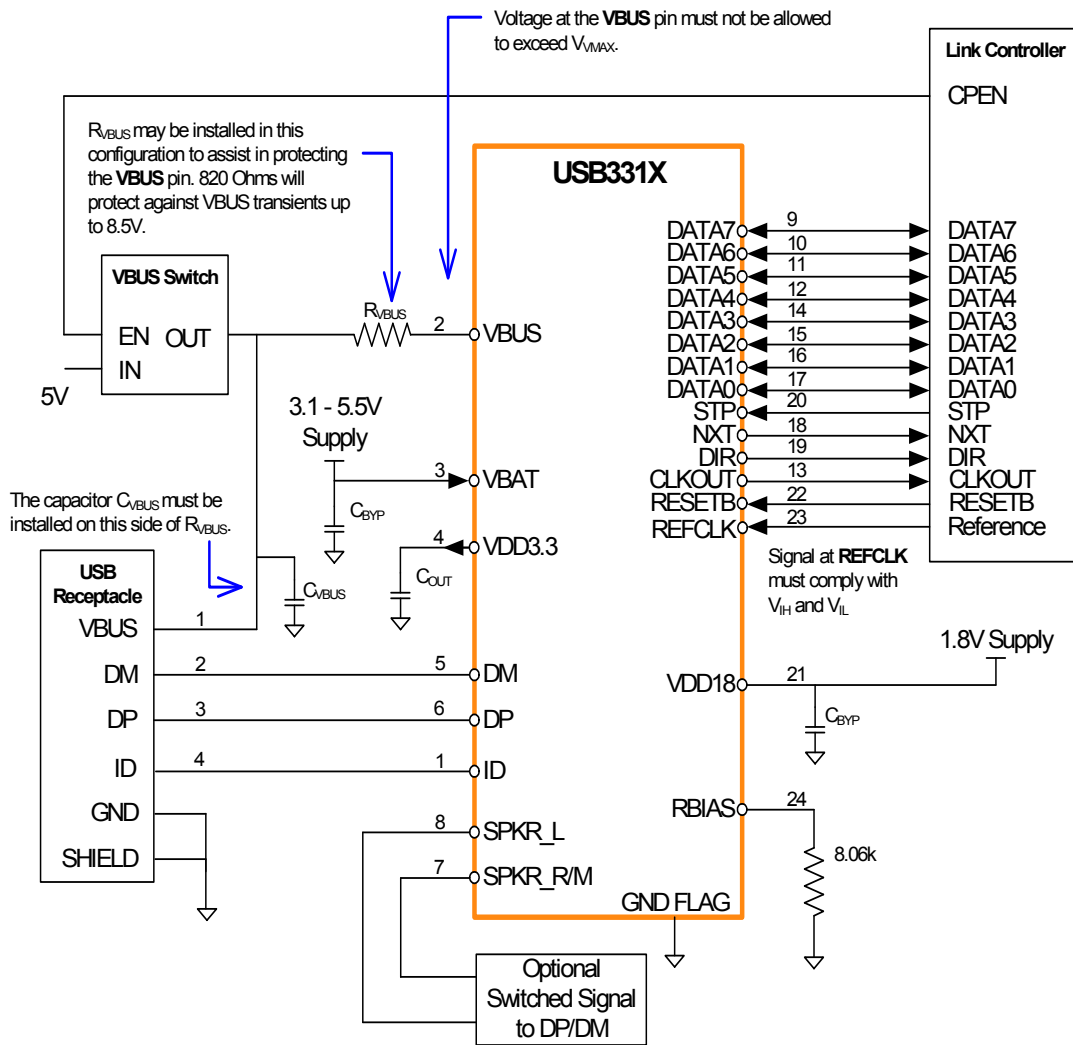 Voltage at the VBUS pin must not be allowed
to exceed VVMAX.
Link Controller
CPEN
RVBUS may be installed in this
configuration to assist in protecting
the VBUS pin. 820 Ohms will
protect against VBUS transients up
to 8.5V.
USB331X
VBUS Switch
EN OUT
IN
5V
RVBUS
2
VBUS
DATA7 9 DATA7
DATA6 10 DATA6
DATA5 11 DATA5
DATA4 12 DATA4
DATA3 14 DATA3
DATA2 15 DATA2
DATA1 16 DATA1
DATA0 17 DATA0
STP 20 STP
NXT 18 NXT
DIR 19 DIR
CLKOUT 13 CLKOUT
RESETB 22 RESETB
REFCLK 23 Reference
3.1 - 5.5V
Supply
3
VBAT
CBYP
The capacitor CVBUS must be
installed on this side of RVBUS.
4
VDD3.3
COUT
CVBUS
Signal at REFCLK
must comply with
VIH and VIL
USB
Receptacle
VBUS 1
DM 2 5 DM
DP 3 6 DP
ID 4 1 ID
GND
SHIELD
8 SPKR_L
7 SPKR_R/M
1.8V Supply
VDD18 21
CBYP
RBIAS 24
8.06k
GND FLAG
Optional
Switched Signal
to DP/DM